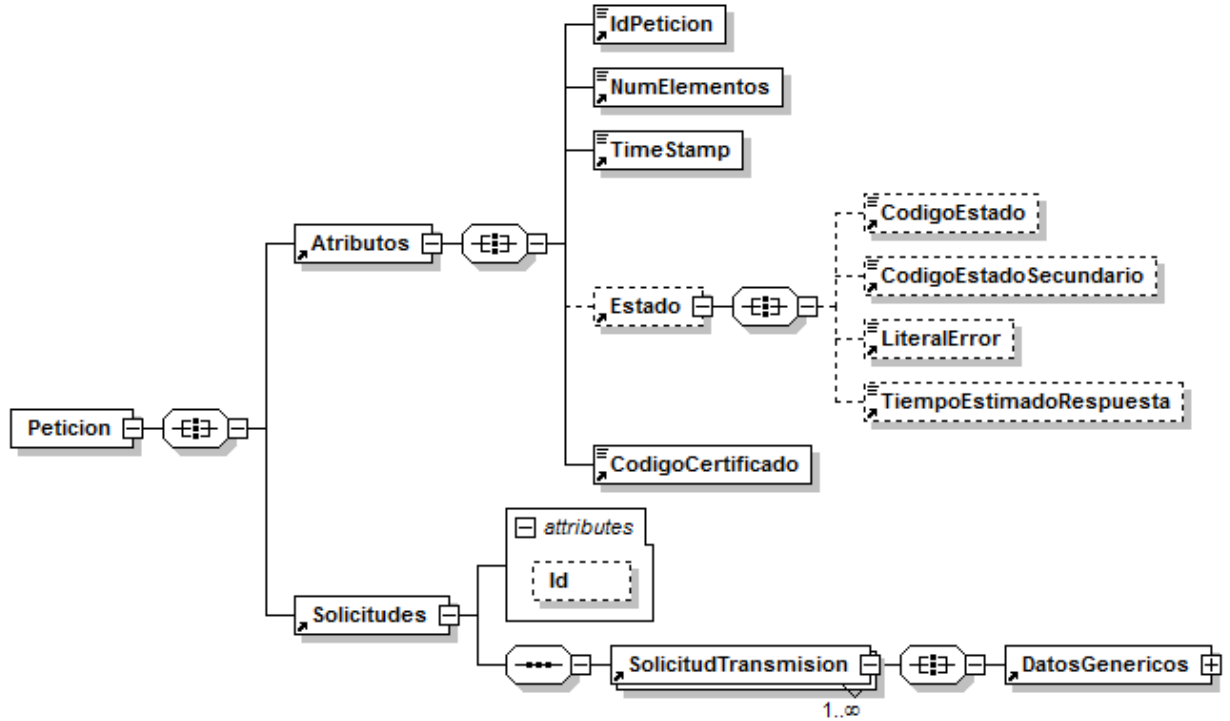 IdPeticion
NumElementos
TimeStamp
CodigoEstado
Atributos
CodigoEstadoSecundario
Estado
LiteralError
TiempoEstimadoRespuesta
Peticion
CodigoCertificado
attributes
Id
Solicitudes
SolicitudTransmision
DatosGenericos
1..∞